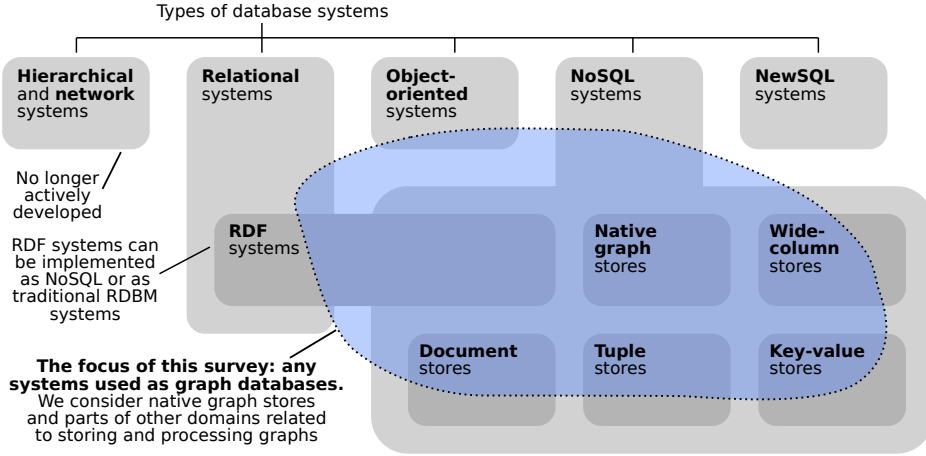 Types of database systems
Hierarchical
and network
systems
Relational
systems
Object-
oriented
systems
NoSQL
systems
NewSQL
systems
No longer
actively
developed
RDF systems can
be implemented
as NoSQL or as
traditional RDBM
systems
RDF
systems
Native
graph
stores
Wide-
column
stores
Document
stores
Tuple
stores
Key-value
stores
The focus of this survey: any
systems used as graph databases.
We consider native graph stores
and parts of other domains related
to storing and processing graphs